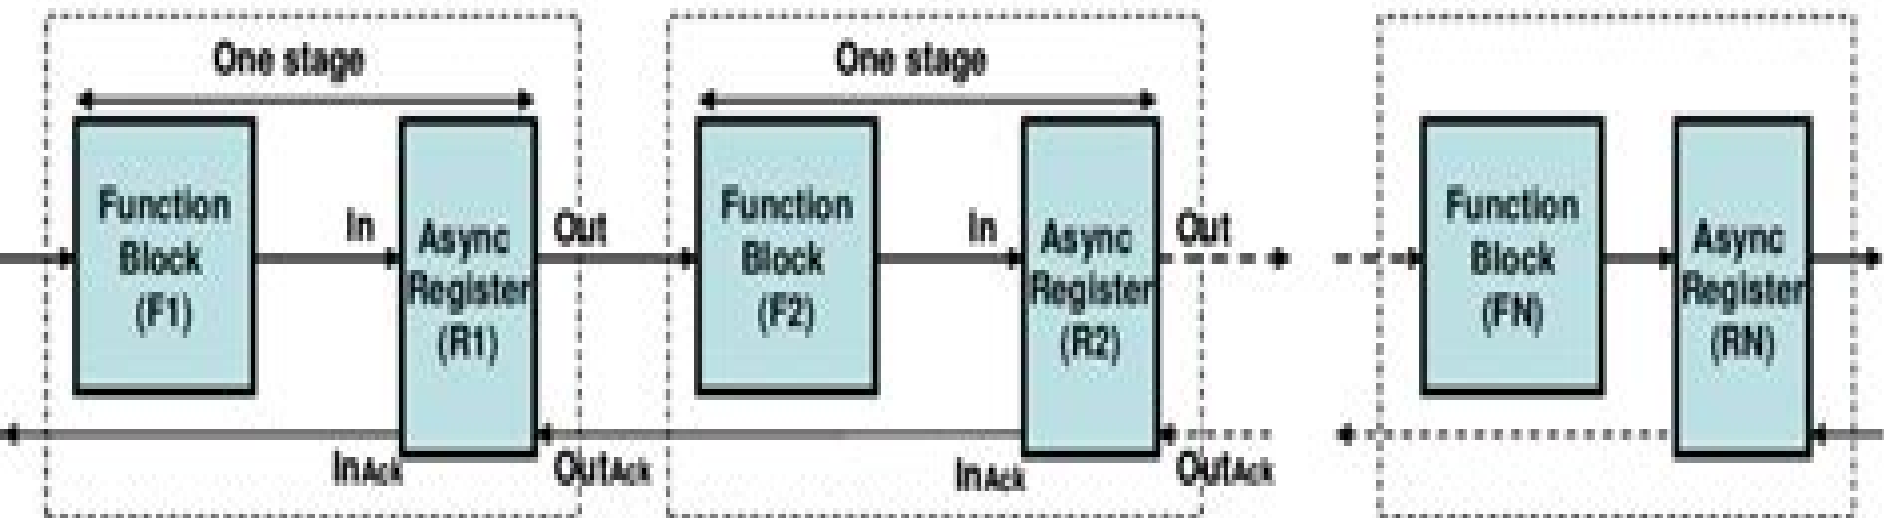 One stage
One stage
Function
Block
(F1)
In
Async
Register
(R1)
Out
Function
Block
(F2)
In
Async
Register
(R2)
Out
Function
Block
(FN)
Async
Register
(RN)
InAck
OutAck
InAck
OutAck